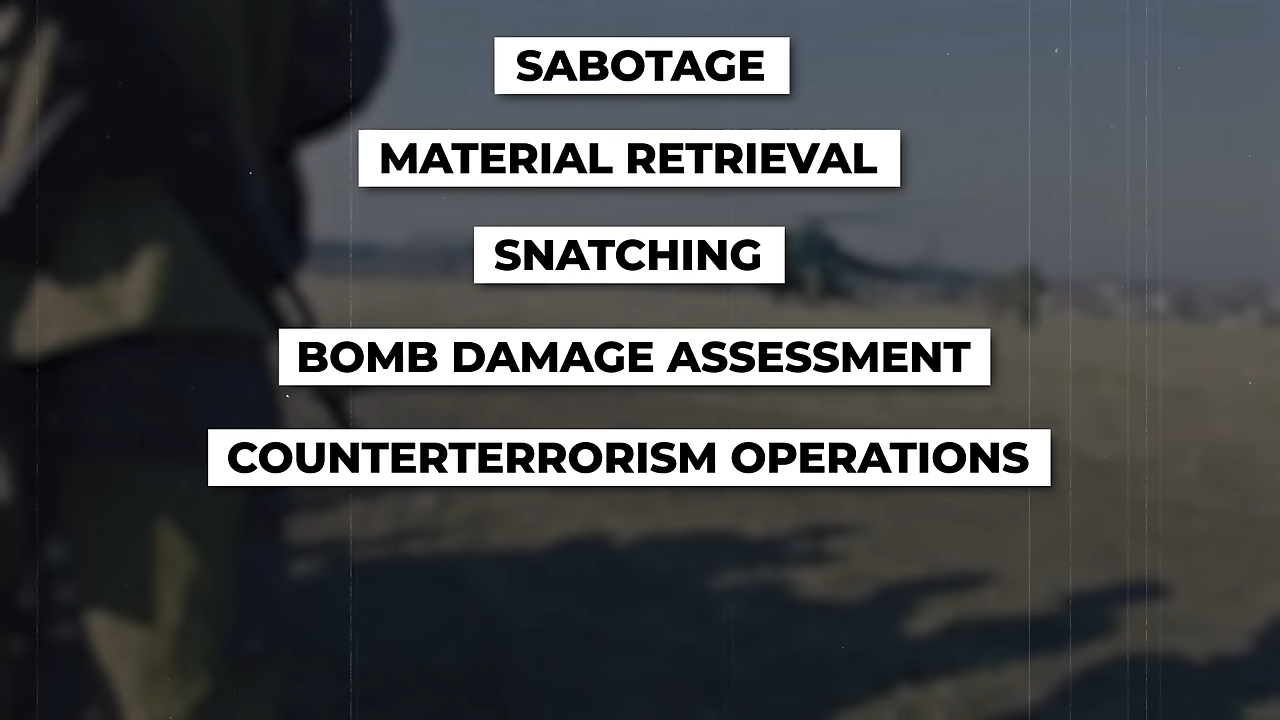 SABOTAGE
MATERIAL RETRIEVAL
SNATCHING
BOMB DAMAGE ASSESSMENT
COUNTERTERRORISM OPERATIONS